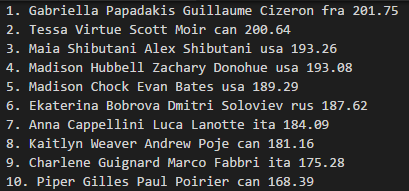 1. Gabriella Papadakis Guillaume Cizeron fra 201.75
2. Tessa Virtue Scott Moir can 200.64
3. Maia Shibutani Alex Shibutani usa 193.26
4. Madison Hubbell Zachary Donohue usa 193.08
5. Madison Chock Evan Bates usa 189.29
6. Ekaterina Bobrova Dmitri Soloviev rus 187.62
7. Anna Cappellini Luca Lanotte ita 184.09
8. Kaitlyn Weaver Andrew Poje can 181.16
9. Charlene Guignard Marco Fabbri ita 175.28
10. Piper Gilles Paul Poirier can 168.39